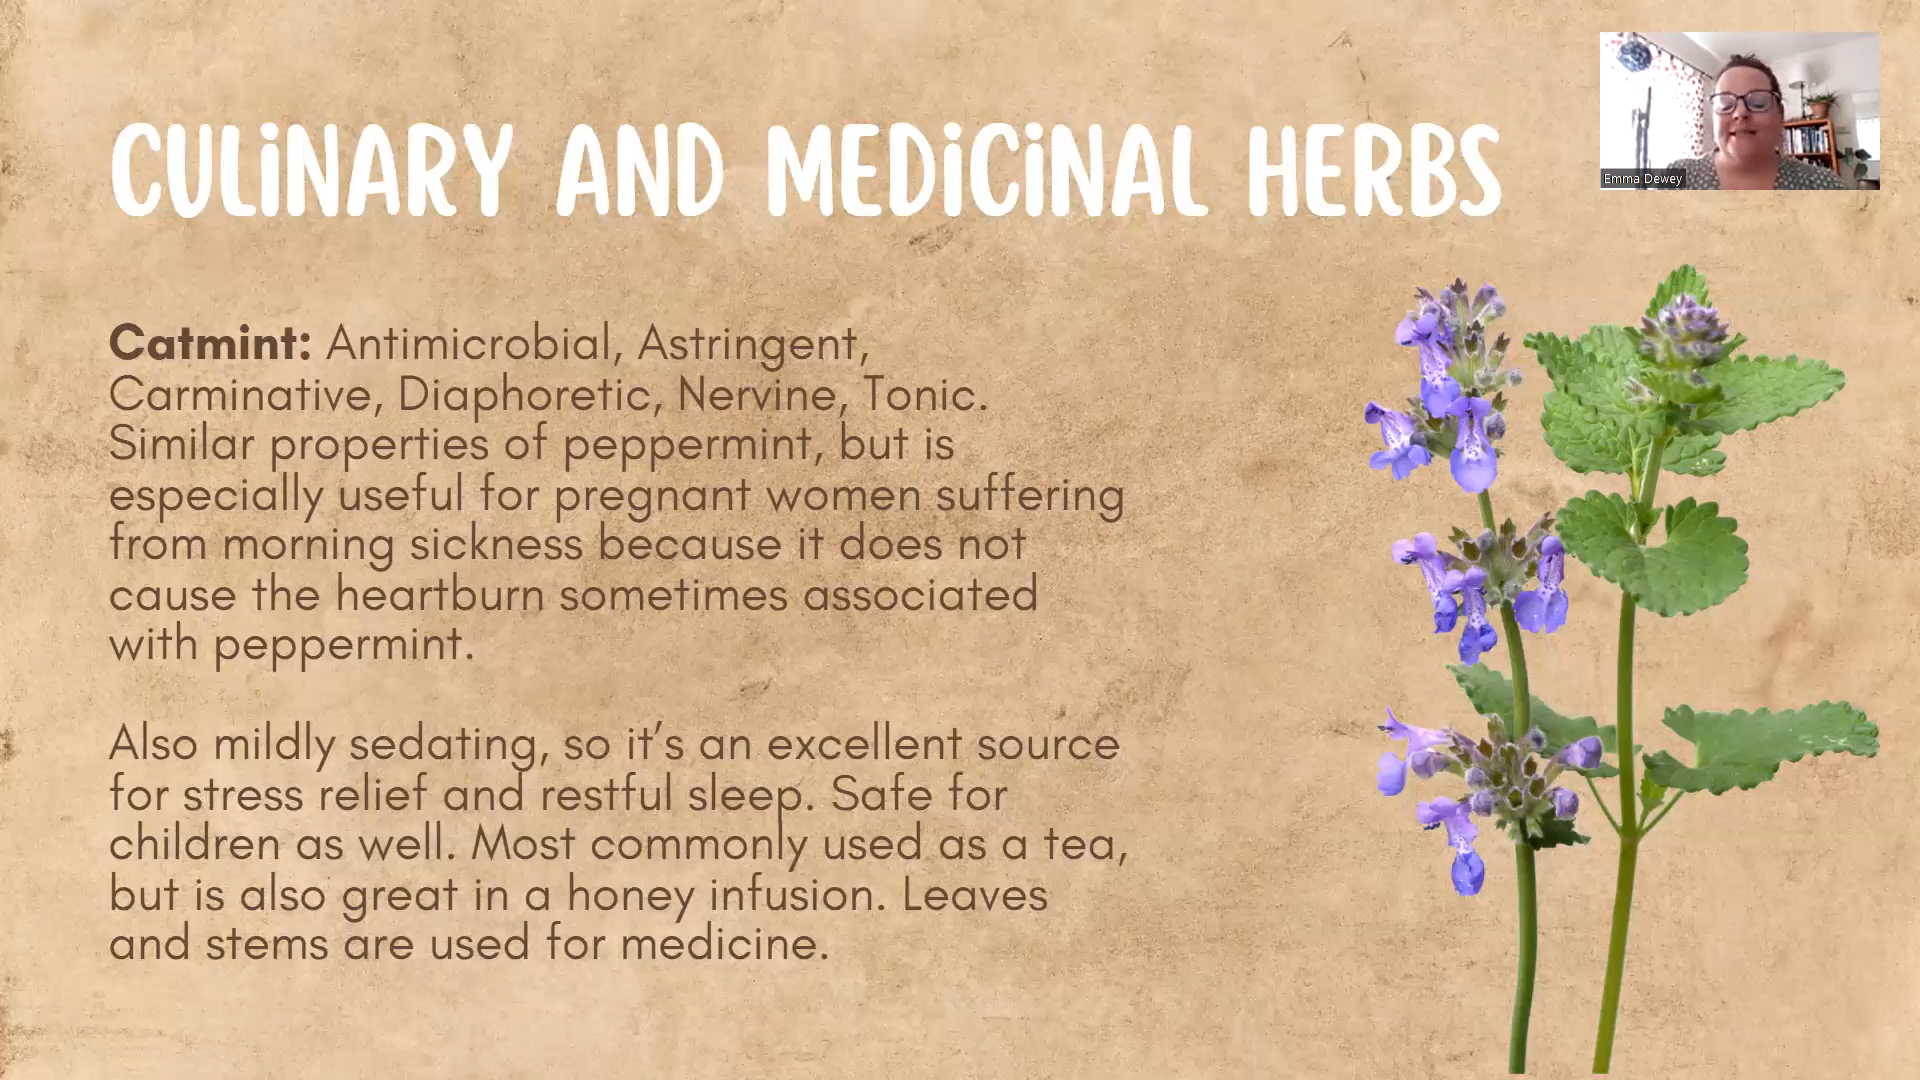 CULiNARY AND MEDiCiNAL HERBS
Emma Dewey
Catmint: Antimicrobial, Astringent,
Carminative, Diaphoretic, Nervine, Tonic.
Similar properties of peppermint, but is
especially useful for pregnant women suffering
from morning sickness because it does not
cause the heartburn sometimes associated
with peppermint.
Also mildly sedating, so it’s an excellent source
for stress relief and restful sleep. Safe for
children as well. Most commonly used as a tea,
but is also great in a honey infusion. Leaves
and stems are used for medicine.